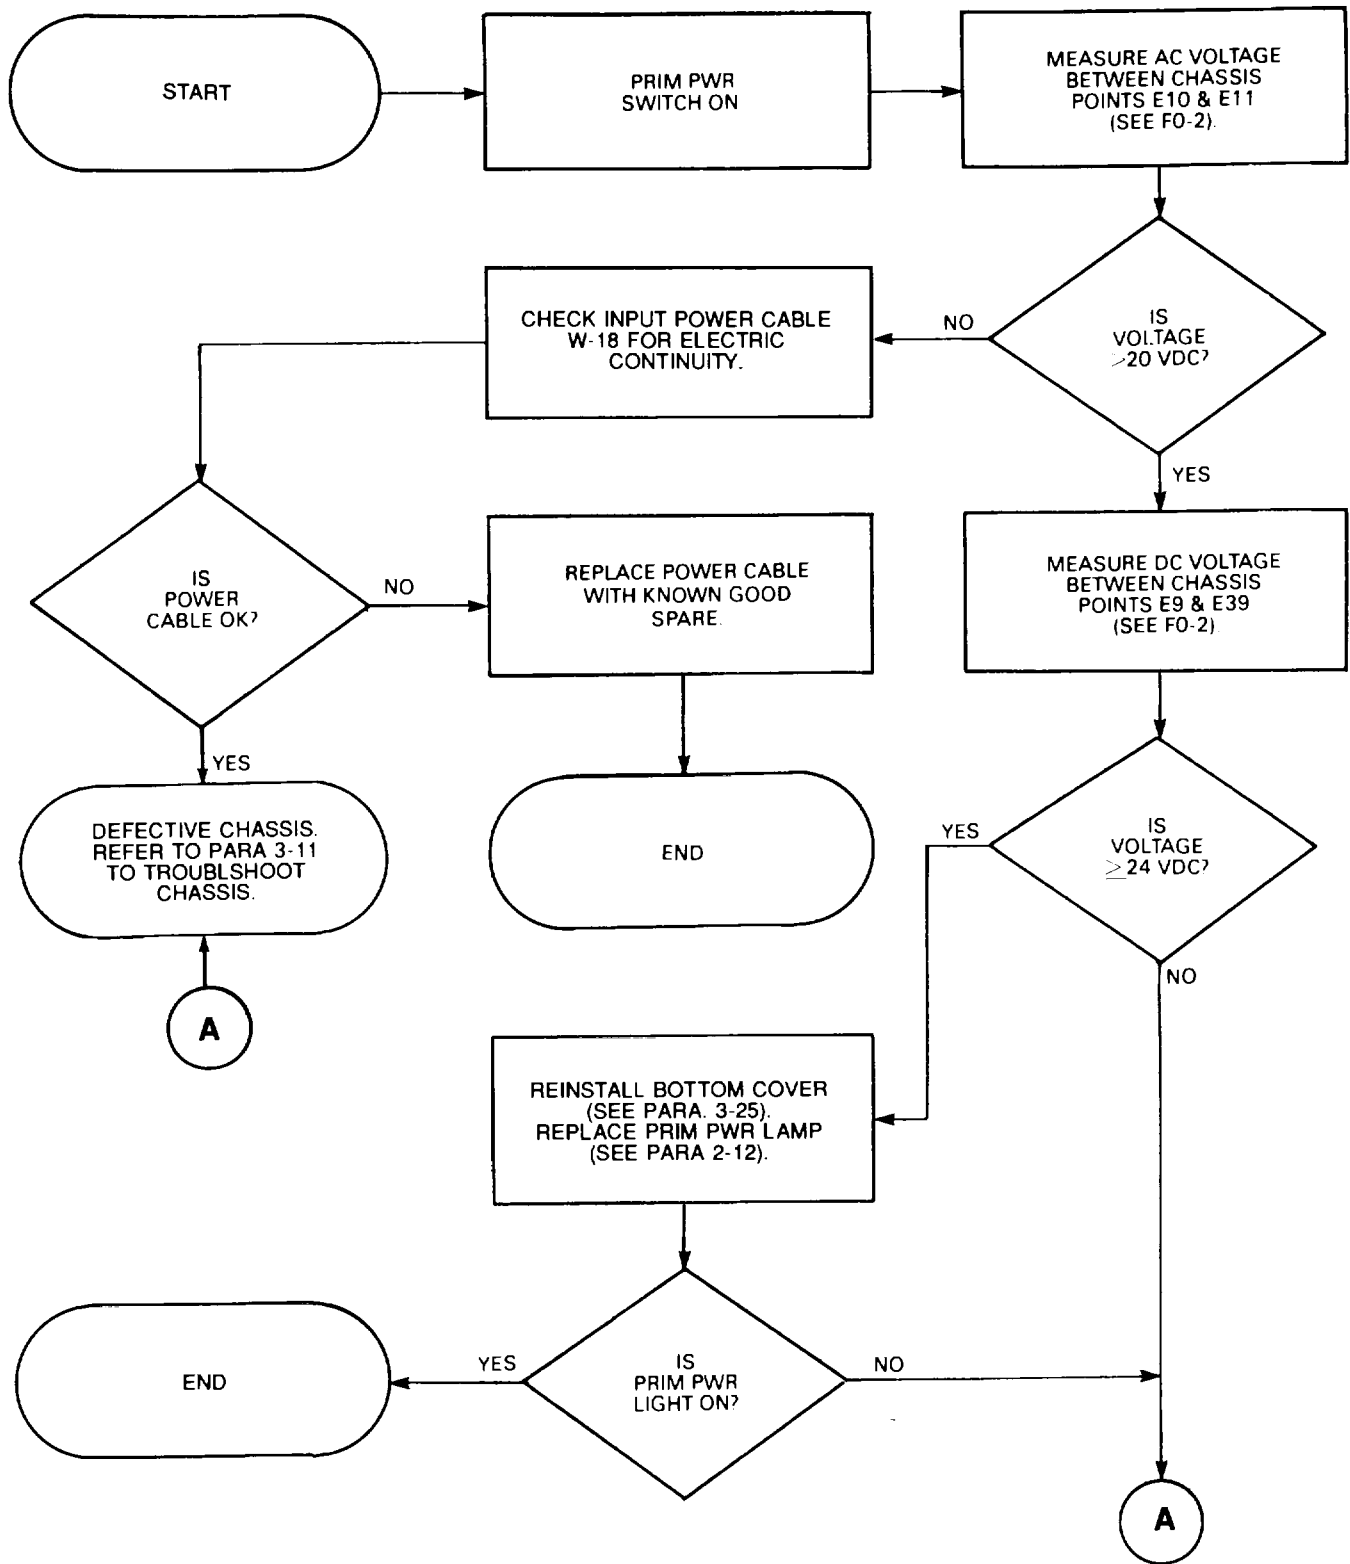 START
PRIM PWR
SWITCH ON
MEASURE AC VOLTAGE
BETWEEN CHASSIS
POINTS E10 & E11
(SEE FO-2).
IS
VOLTAGE
>20 VDC?
NO
CHECK INPUT POWER CABLE
W-18 FOR ELECTRIC
CONTINUITY.
YES
IS
POWER
CABLE OK?
NO
REPLACE POWER CABLE
WITH KNOWN GOOD
SPARE.
MEASURE DC VOLTAGE
BETWEEN CHASSIS
POINTS E9 & E39
(SEE FO-2)
YES
DEFECTIVE CHASSIS.
REFER TO PARA 3-11
TO TROUBLSHOOT
CHASSIS.
END
YES
IS
VOLTAGE
≥24 VDC?
NO
A
REINSTALL BOTTOM COVER
(SEE PARA. 3-25).
REPLACE PRIM PWR LAMP
(SEE PARA 2-12).
END
YES
IS
PRIM PWR
LIGHT ON?
NO
A